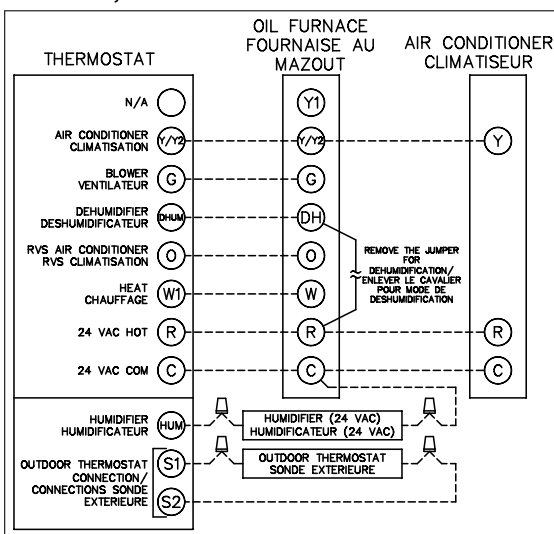 OIL FURNACE
FOURNAISE AU
MAZOUT
THERMOSTAT
AIR CONDITIONER
CLIMATISEUR
N/A
Y1
AIR CONDITIONER
CLIMATISATION
Y/Y2
Y/Y2
Y
BLOWER
VENTILATEUR
G
G
DEHUMIDIFIER
DESHUMIDIFICATEUR
DHUM
DH
RVS AIR CONDITIONER
RVS CLIMATISATION
O
O
REMOVE THE JUMPER
FOR
DEHUMIDIFICATION/
ENLEVER LE CAVALIER
POUR MODE DE
DESHUMIDIFICATION
HEAT
CHAUFFAGE
W1
W
24 VAC HOT
R
R
R
24 VAC COM
C
C
C
HUMIDIFIER
HUMIDIFICATEUR
HUM
HUMIDIFIER (24 VAC)
HUMIDIFICATEUR (24 VAC)
OUTDOOR THERMOSTAT
CONNECTION/
CONNECTIONS SONDE
EXTERIEURE
S1
OUTDOOR THERMOSTAT
SONDE EXTERIEURE
S2